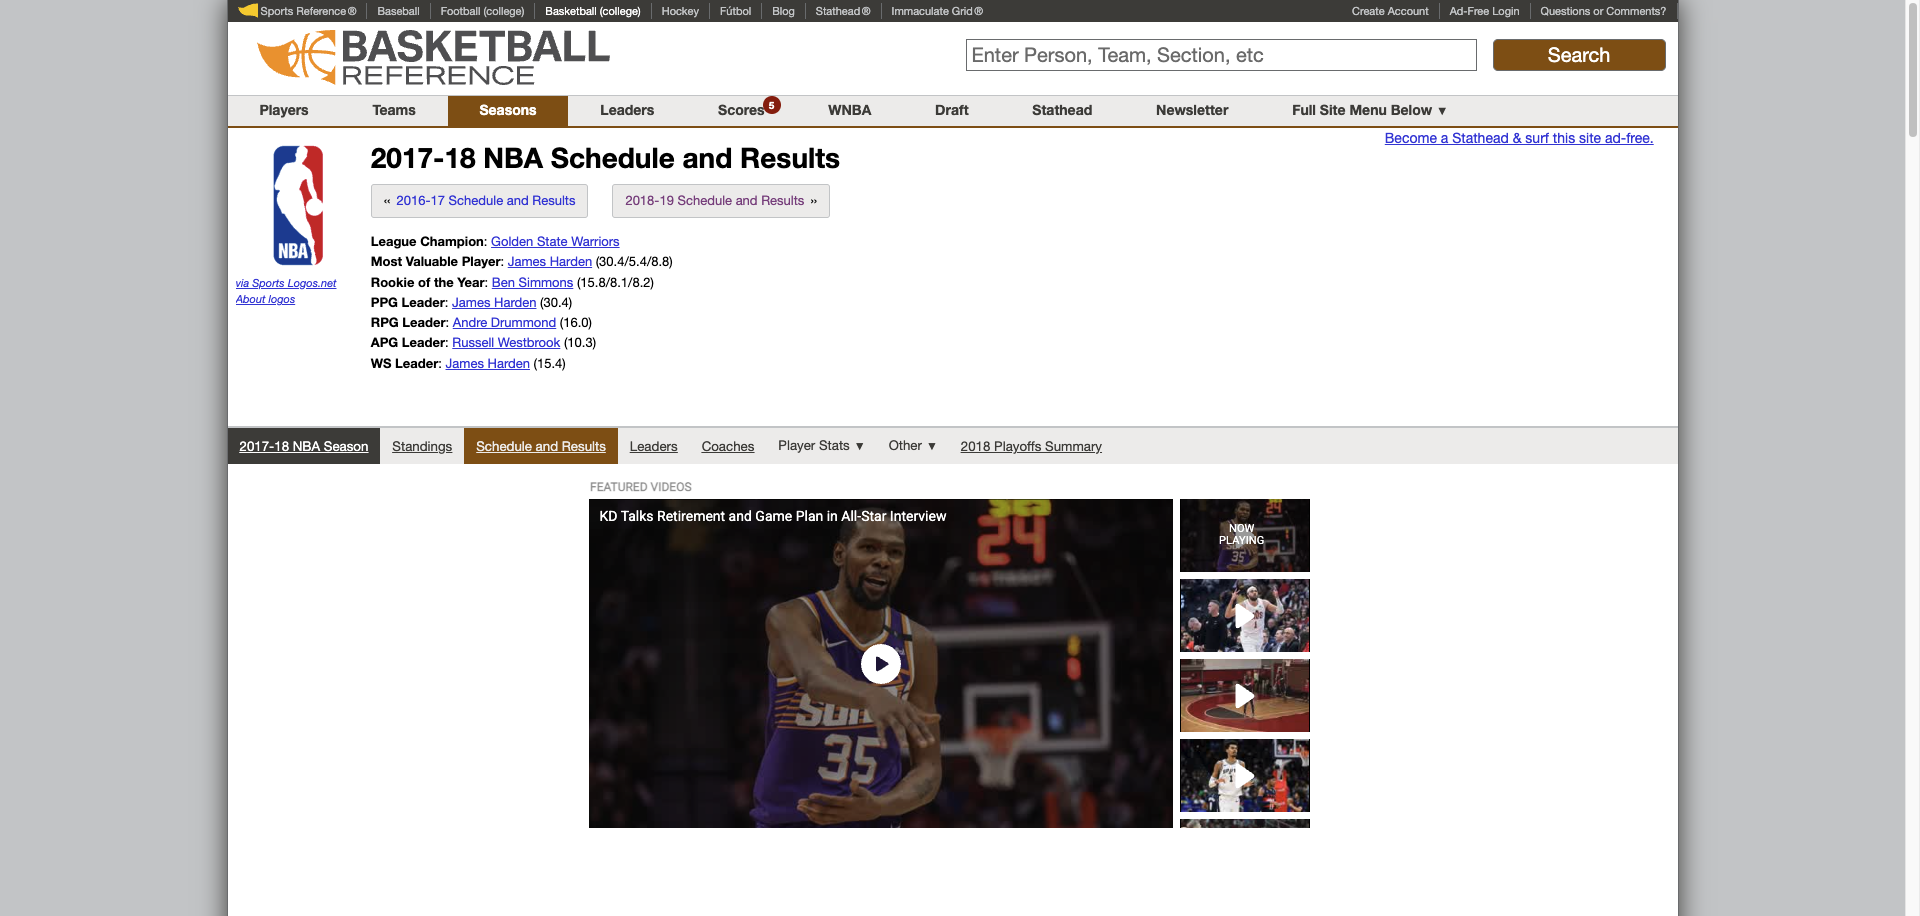 Sports Reference ® Baseball Football (college) Basketball (college) Hockey Fútbol Blog Stathead ® Immaculate Grid ® Create Account Ad-Free Login Questions or Comments?
BASKETBALL
REFERENCE
Enter Person, Team, Section, etc Search
Players Teams Seasons Leaders Scores 5 WNBA Draft Stathead Newsletter Full Site Menu Below ▼
Become a Stathead & surf this site ad-free.
NBA
via Sports Logos.net
About logos
2017-18 NBA Schedule and Results
« 2016-17 Schedule and Results 2018-19 Schedule and Results »
League Champion: Golden State Warriors
Most Valuable Player: James Harden (30.4/5.4/8.8)
Rookie of the Year: Ben Simmons (15.8/8.1/8.2)
PPG Leader: James Harden (30.4)
RPG Leader: Andre Drummond (16.0)
APG Leader: Russell Westbrook (10.3)
WS Leader: James Harden (15.4)
2017-18 NBA Season Standings Schedule and Results Leaders Coaches Player Stats ▼ Other ▼ 2018 Playoffs Summary
FEATURED VIDEOS
KD Talks Retirement and Game Plan in All-Star Interview
24
35
NOW
PLAYING
24
35